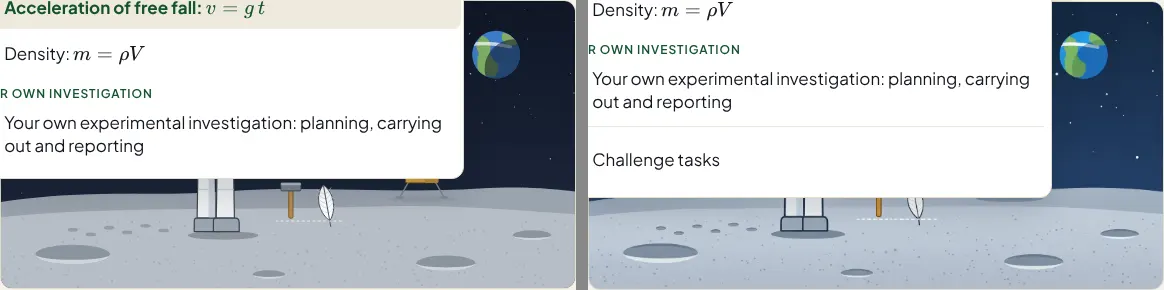 Acceleration of free fall: v = g t
Density: m = ρV
R OWN INVESTIGATION
Your own experimental investigation: planning, carrying
out and reporting
Density: m = ρV
R OWN INVESTIGATION
Your own experimental investigation: planning, carrying
out and reporting
Challenge tasks